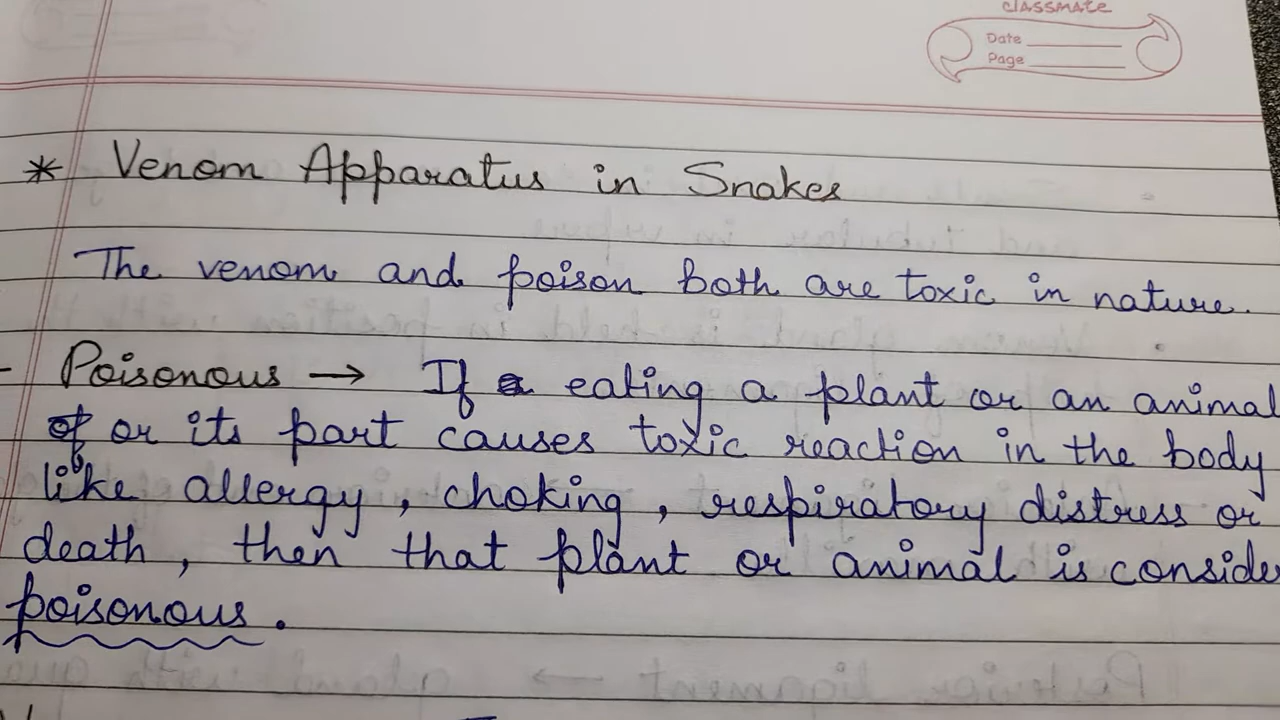 classmate
Date
Page
* Venom Apparatus in Snakes
The venom and poison both are toxic in nature.
- Poisonous → If eating a plant or an animal
or its part causes toxic reaction in the body
like allergy, choking, respiratory distress or
death, then that plant or animal is conside
poisonous.